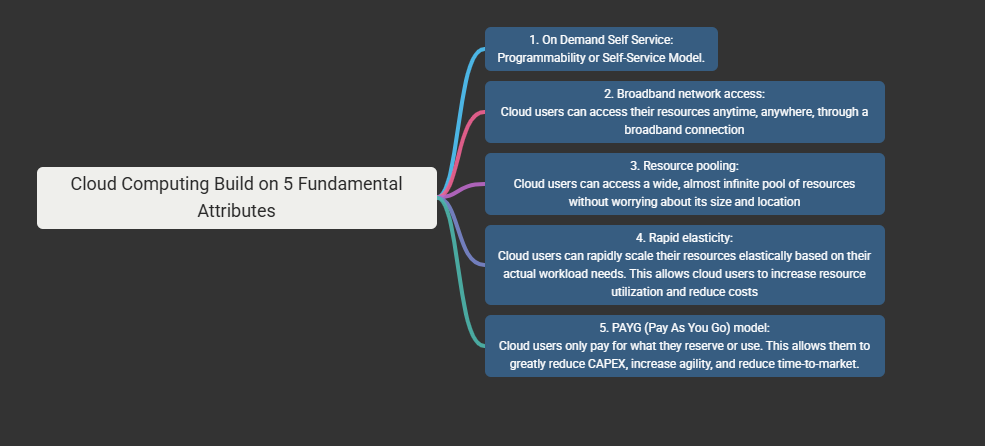 Cloud Computing Build on 5 Fundamental
Attributes
1. On Demand Self Service:
Programmability or Self-Service Model.
2. Broadband network access:
Cloud users can access their resources anytime, anywhere, through a
broadband connection
3. Resource pooling:
Cloud users can access a wide, almost infinite pool of resources
without worrying about its size and location
4. Rapid elasticity:
Cloud users can rapidly scale their resources elastically based on their
actual workload needs. This allows cloud users to increase resource
utilization and reduce costs
5. PAYG (Pay As You Go) model:
Cloud users only pay for what they reserve or use. This allows them to
greatly reduce CAPEX, increase agility, and reduce time-to-market.